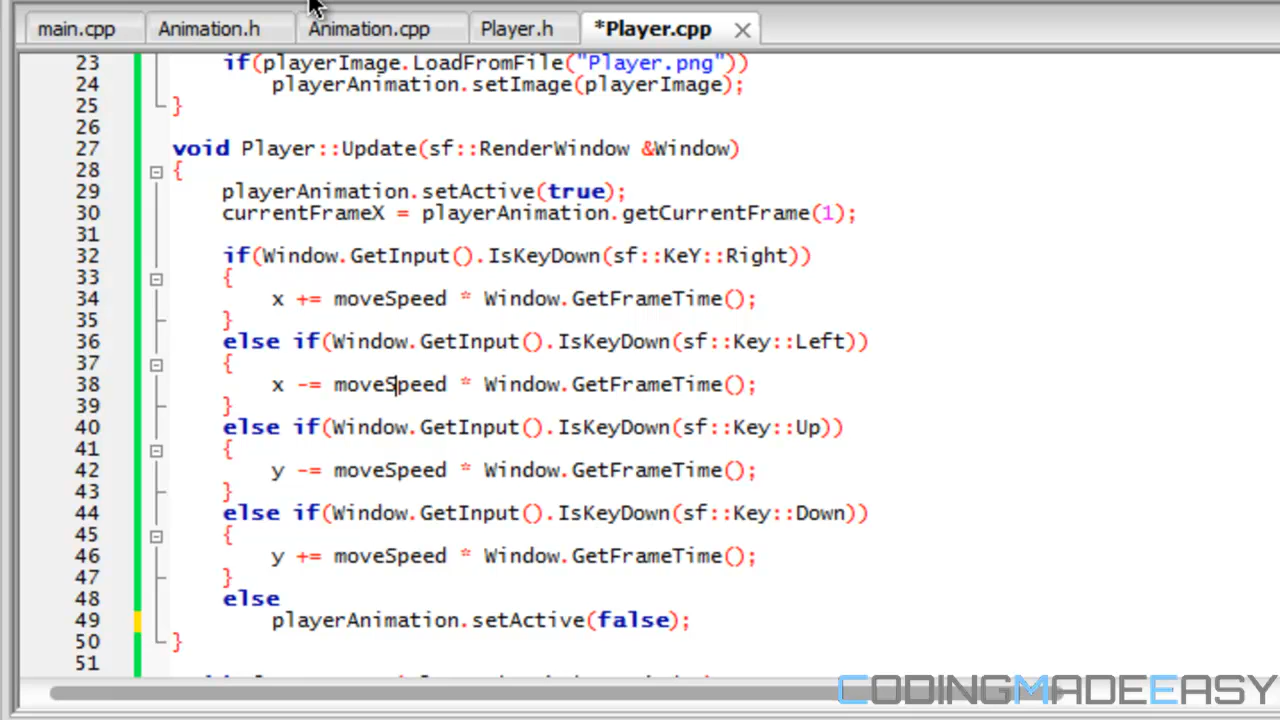 main.cpp Animation.h Animation.cpp Player.h *Player.cpp
23 if(playerImage.LoadFromFile("Player.png"))
24 playerAnimation.setImage(playerImage);
25 }
26
27 void Player::Update(sf::RenderWindow &Window)
28 {
29 playerAnimation.setActive(true);
30 currentFrameX = playerAnimation.getCurrentFrame(1);
31
32 if(Window.GetInput().IsKeyDown(sf::KeY::Right))
33 {
34 x += moveSpeed * Window.GetFrameTime();
35 }
36 else if(Window.GetInput().IsKeyDown(sf::Key::Left))
37 {
38 x -= moveSpeed * Window.GetFrameTime();
39 }
40 else if(Window.GetInput().IsKeyDown(sf::Key::Up))
41 {
42 y -= moveSpeed * Window.GetFrameTime();
43 }
44 else if(Window.GetInput().IsKeyDown(sf::Key::Down))
45 {
46 y += moveSpeed * Window.GetFrameTime();
47 }
48 else
49 playerAnimation.setActive(false);
50 }
51
CODINGMADEEASY